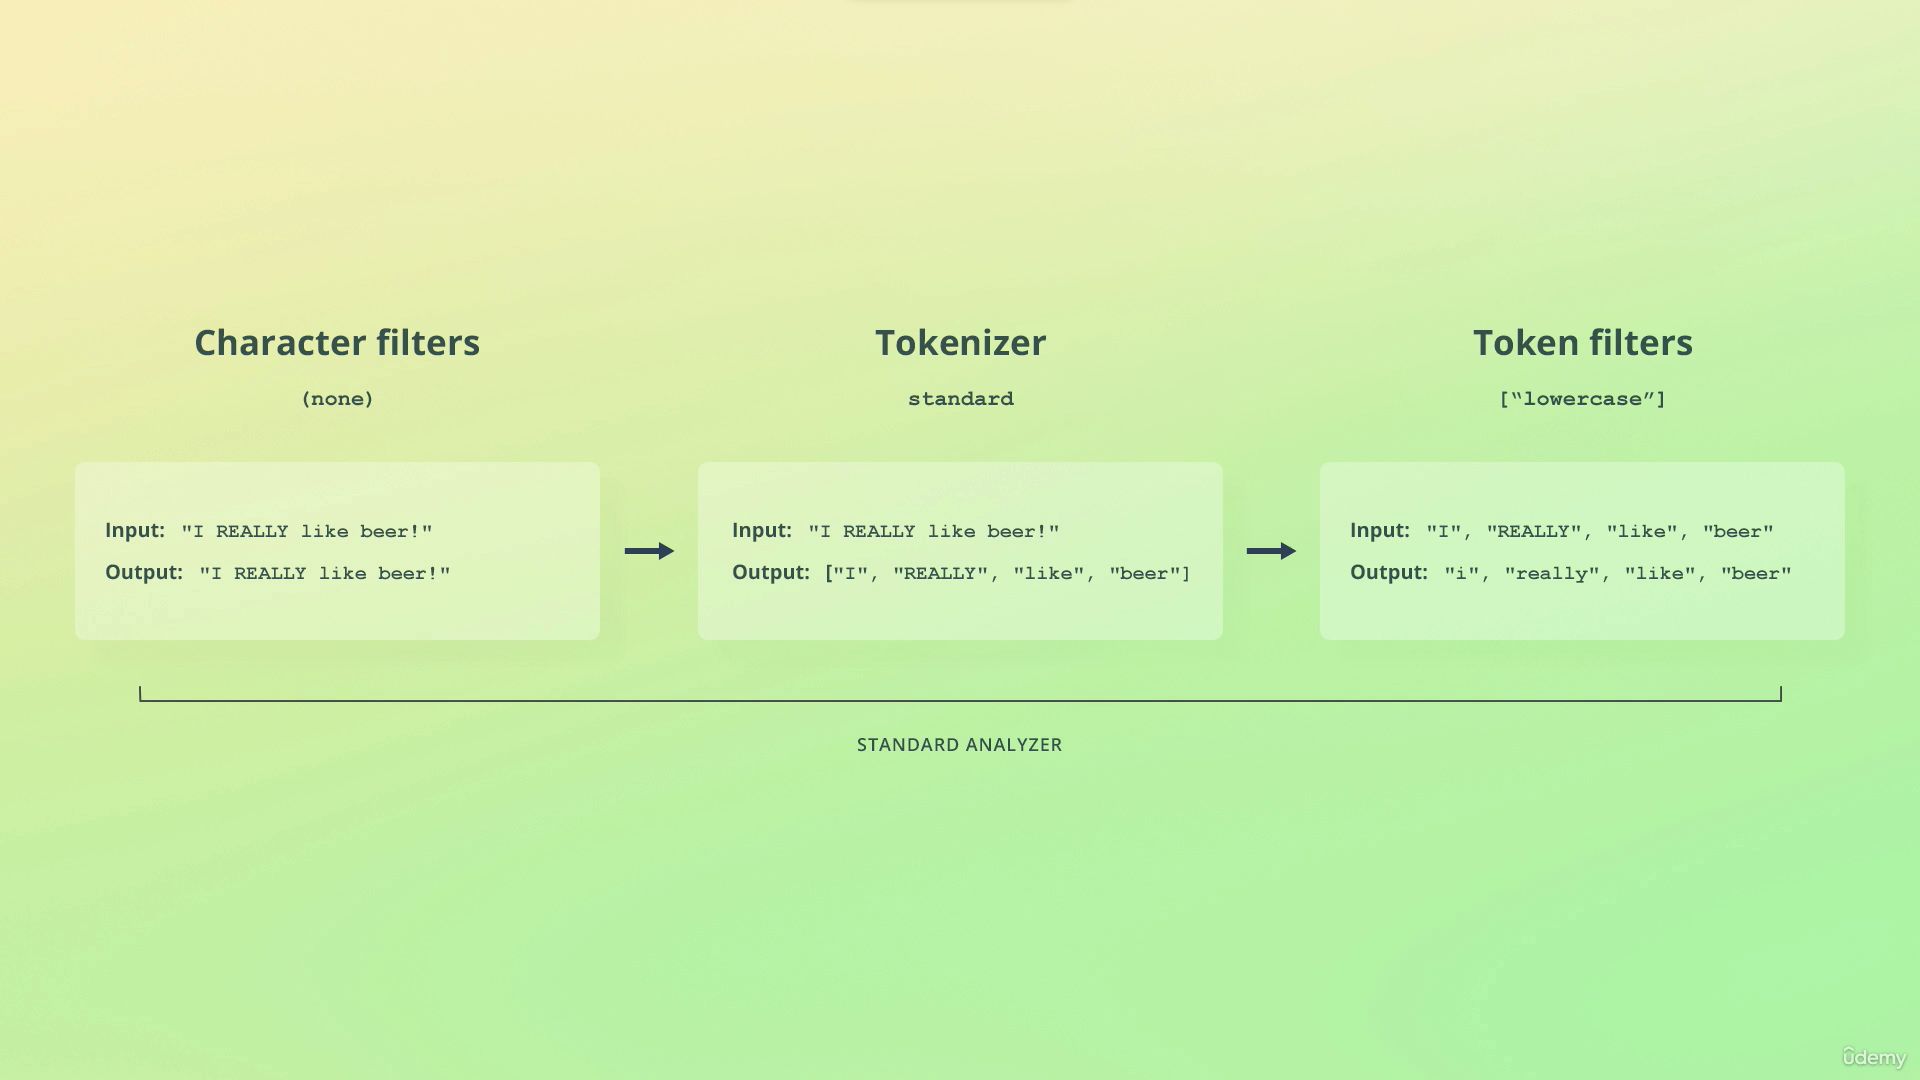 Character filters
(none)
Input: "I REALLY like beer!"
Output: "I REALLY like beer!"
Tokenizer
standard
Input: "I REALLY like beer!"
Output: ["I", "REALLY", "like", "beer"]
Token filters
[“lowercase”]
Input: "I", "REALLY", "like", "beer"
Output: "i", "really", "like", "beer"
STANDARD ANALYZER
ûdemy